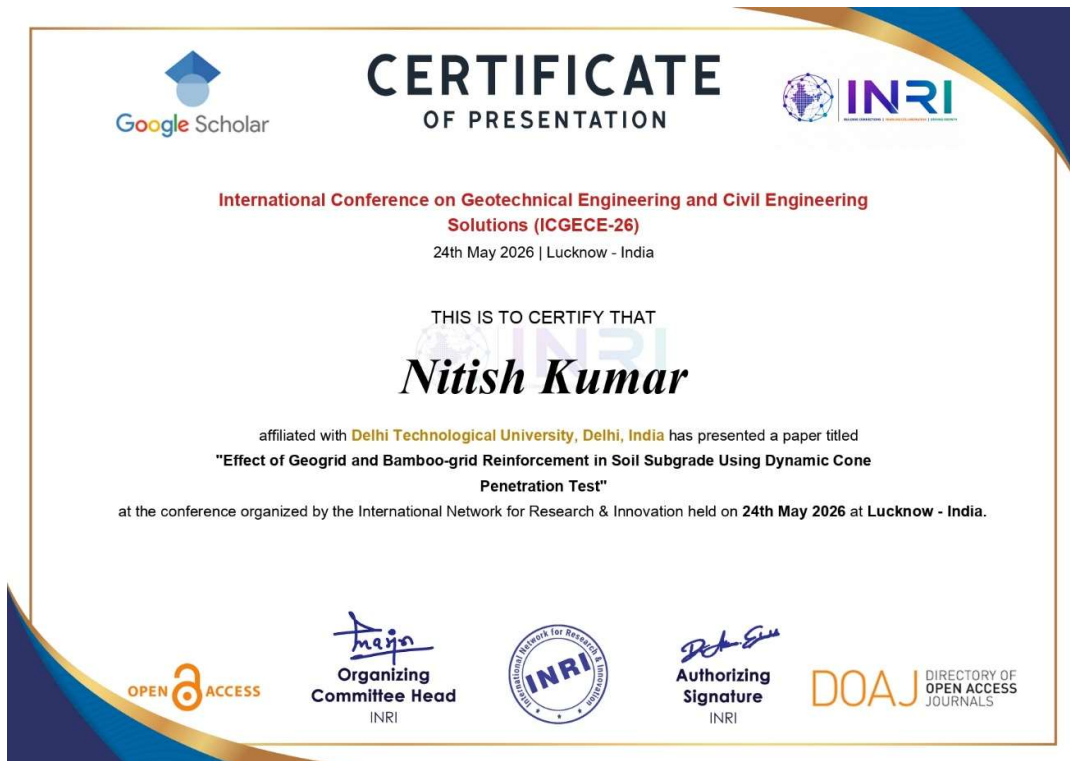 CERTIFICATE
OF PRESENTATION
Google Scholar
INRI
International Conference on Geotechnical Engineering and Civil Engineering
Solutions (ICGECE-26)
24th May 2026 | Lucknow - India
THIS IS TO CERTIFY THAT
INRI
Nitish Kumar
affiliated with Delhi Technological University, Delhi, India has presented a paper titled
"Effect of Geogrid and Bamboo-grid Reinforcement in Soil Subgrade Using Dynamic Cone
Penetration Test"
at the conference organized by the International Network for Research & Innovation held on 24th May 2026 at Lucknow - India.
OPEN ACCESS
Organizing
Committee Head
INRI
International Network for Research & Innovation
INRI
Authorizing
Signature
INRI
DOAJ
DIRECTORY OF
OPEN ACCESS
JOURNALS